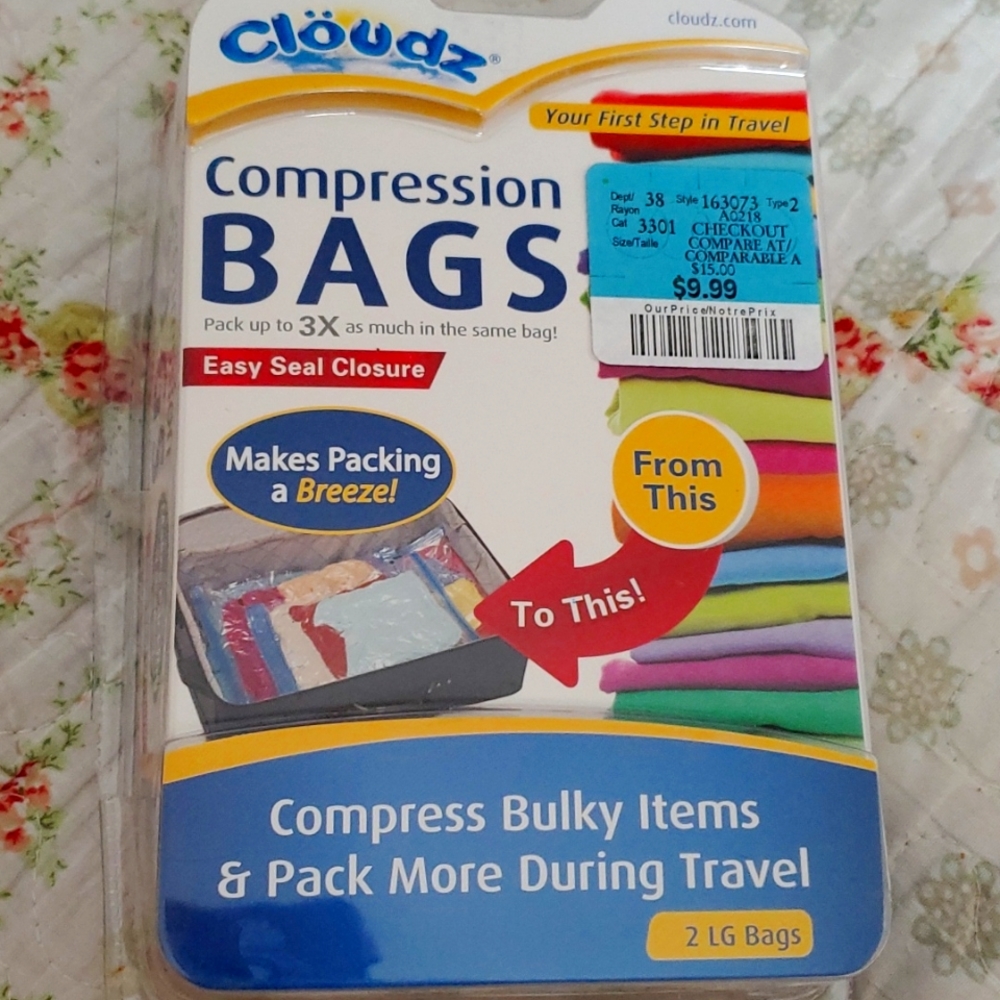 Clöudz®
cloudz.com
Your First Step in Travel
Compression
BAGS
Pack up to 3X as much in the same bag!
Easy Seal Closure
Dept/ 38 Style 163073 Type 2
Rayon A0218
Cat 3301 CHECKOUT
Size/Taille COMPARE AT/
COMPARABLE A
$15.00
$9.99
OurPrice/NotrePrix
Makes Packing
a Breeze!
From
This
To This!
Compress Bulky Items
& Pack More During Travel
2 LG Bags